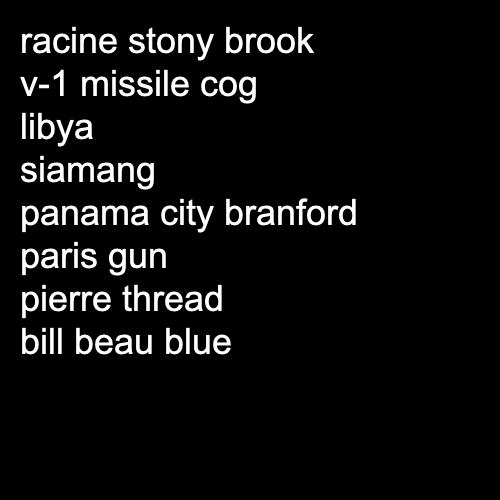 racine stony brook
v-1 missile cog
libya
siamang
panama city branford
paris gun
pierre thread
bill beau blue